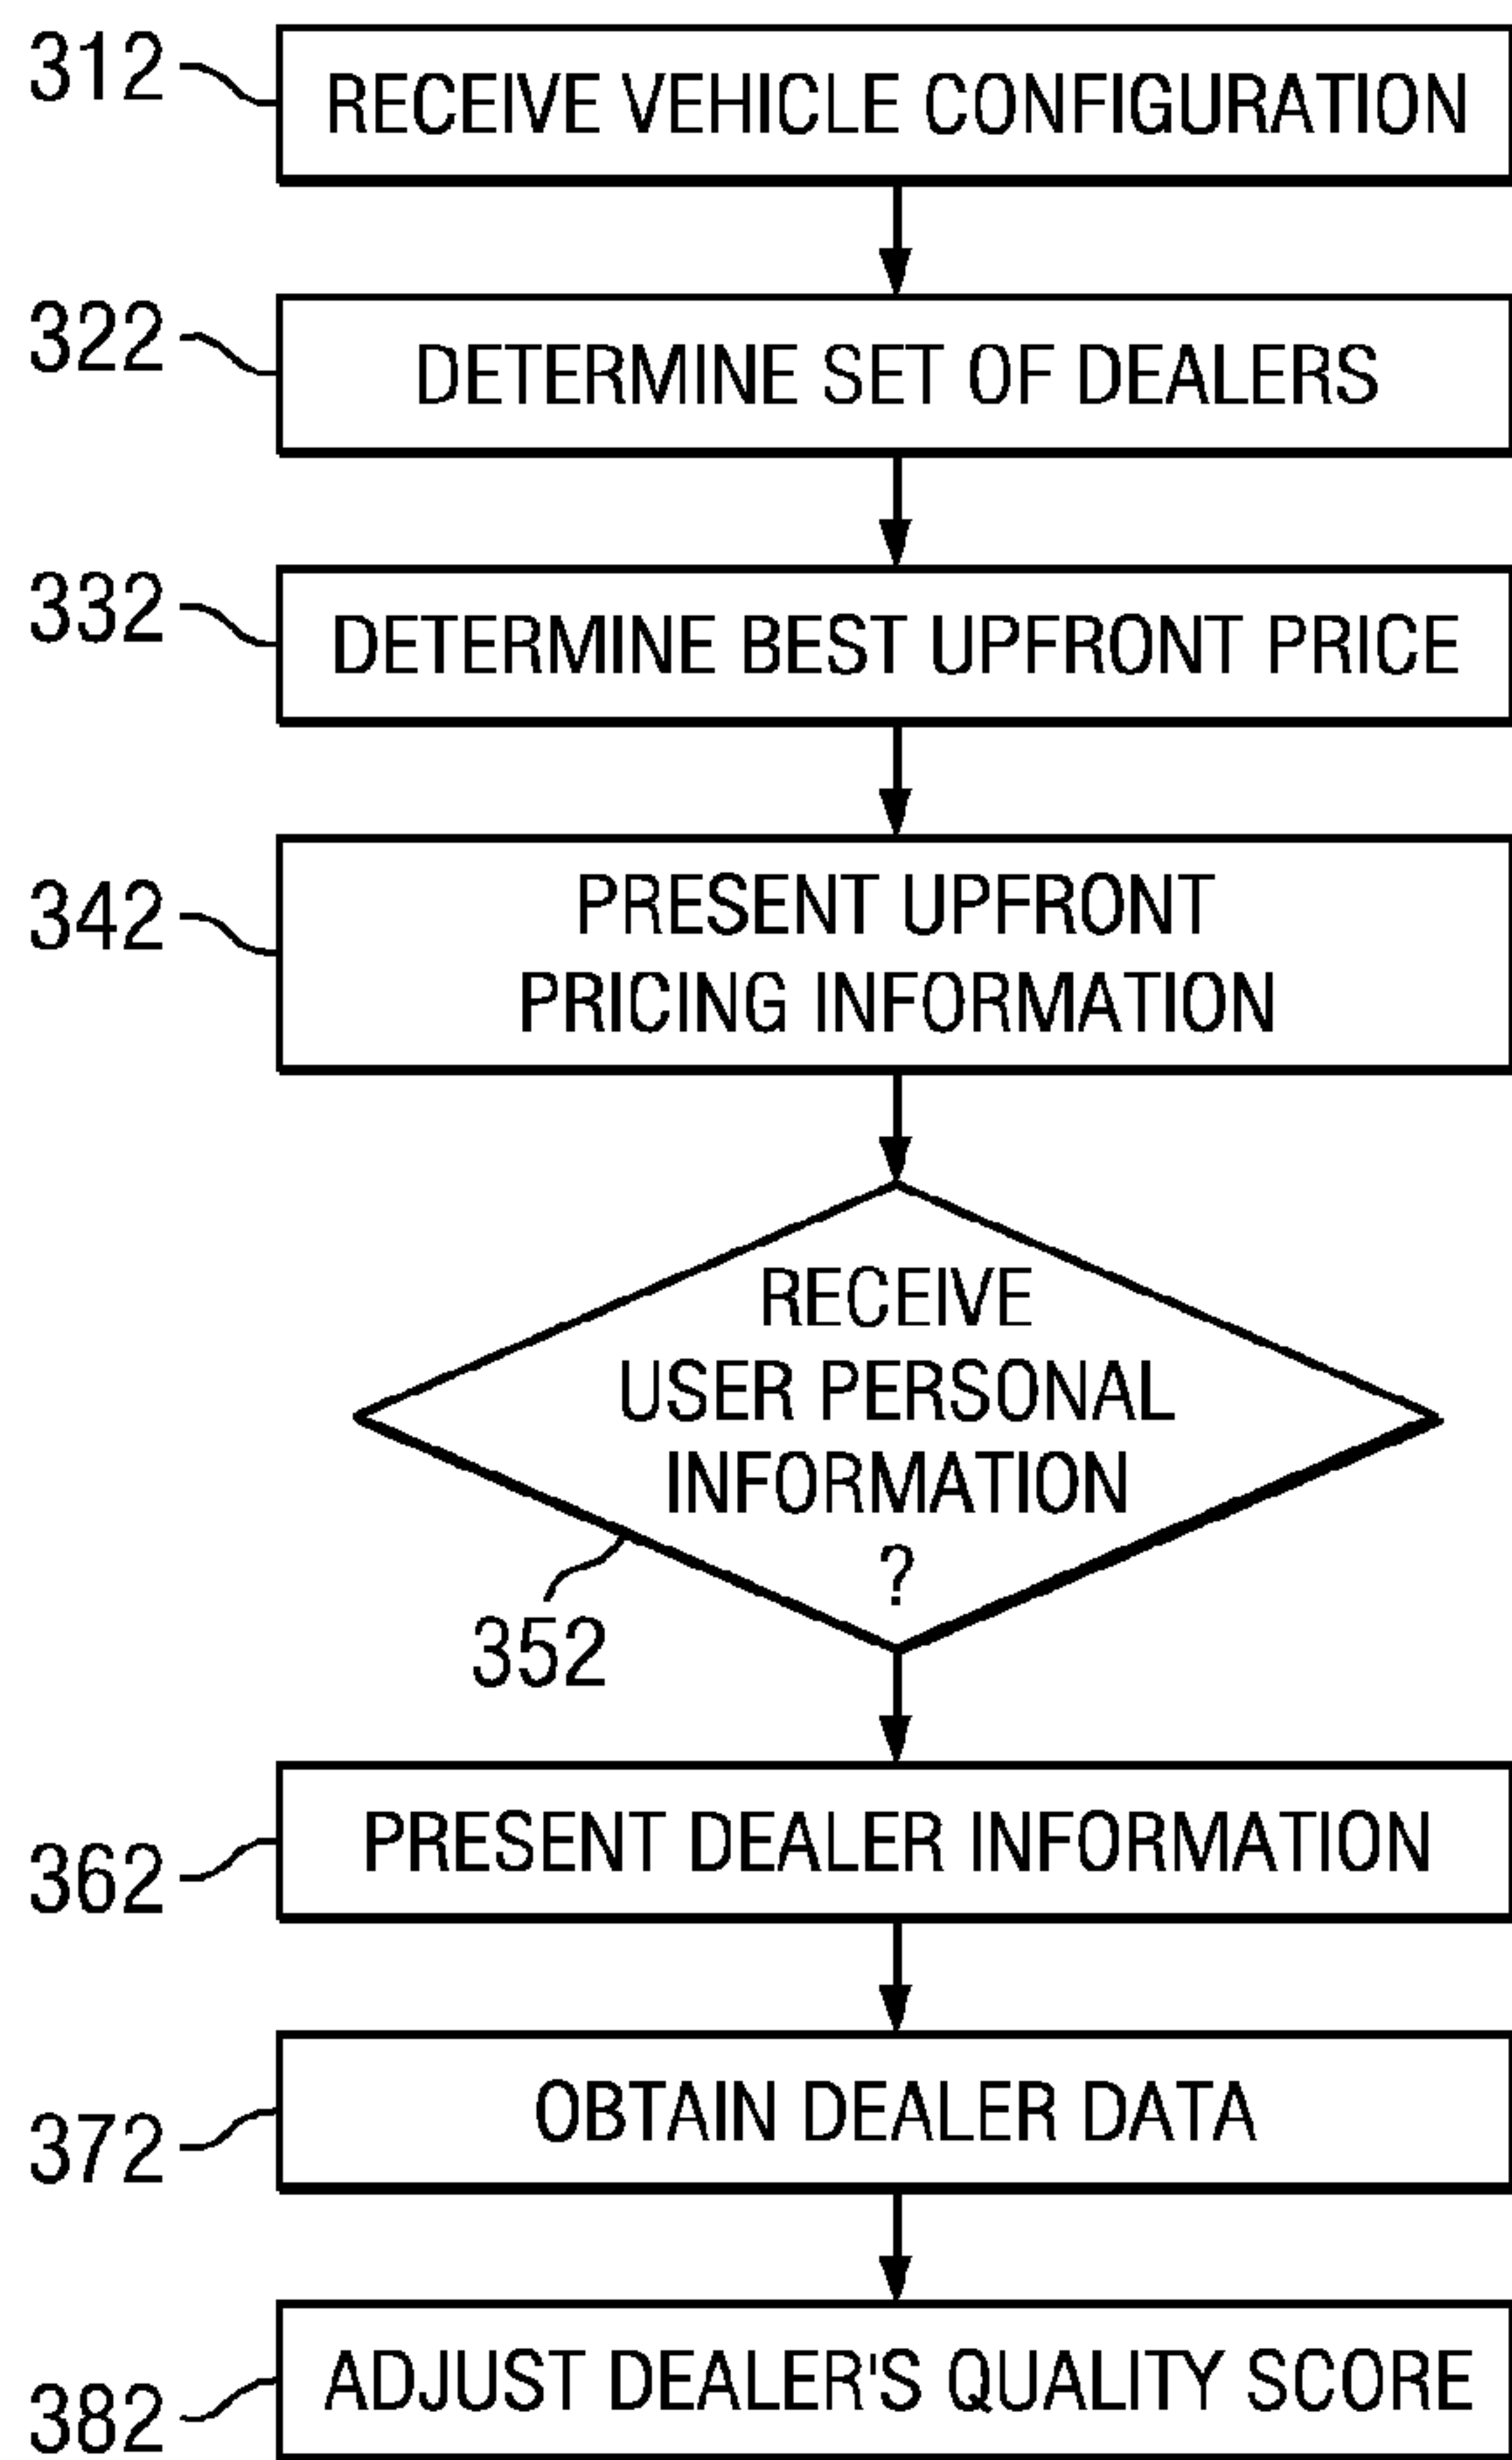 312
RECEIVE VEHICLE CONFIGURATION
322
DETERMINE SET OF DEALERS
332
DETERMINE BEST UPFRONT PRICE
342
PRESENT UPFRONT
PRICING INFORMATION
RECEIVE
USER PERSONAL
INFORMATION
?
352
362
PRESENT DEALER INFORMATION
372
OBTAIN DEALER DATA
382
ADJUST DEALER'S QUALITY SCORE